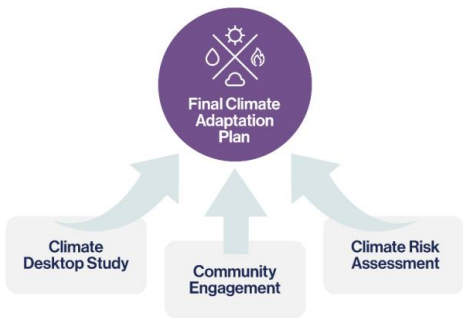 Final Climate
Adaptation
Plan
Climate
Desktop Study
Community
Engagement
Climate Risk
Assessment